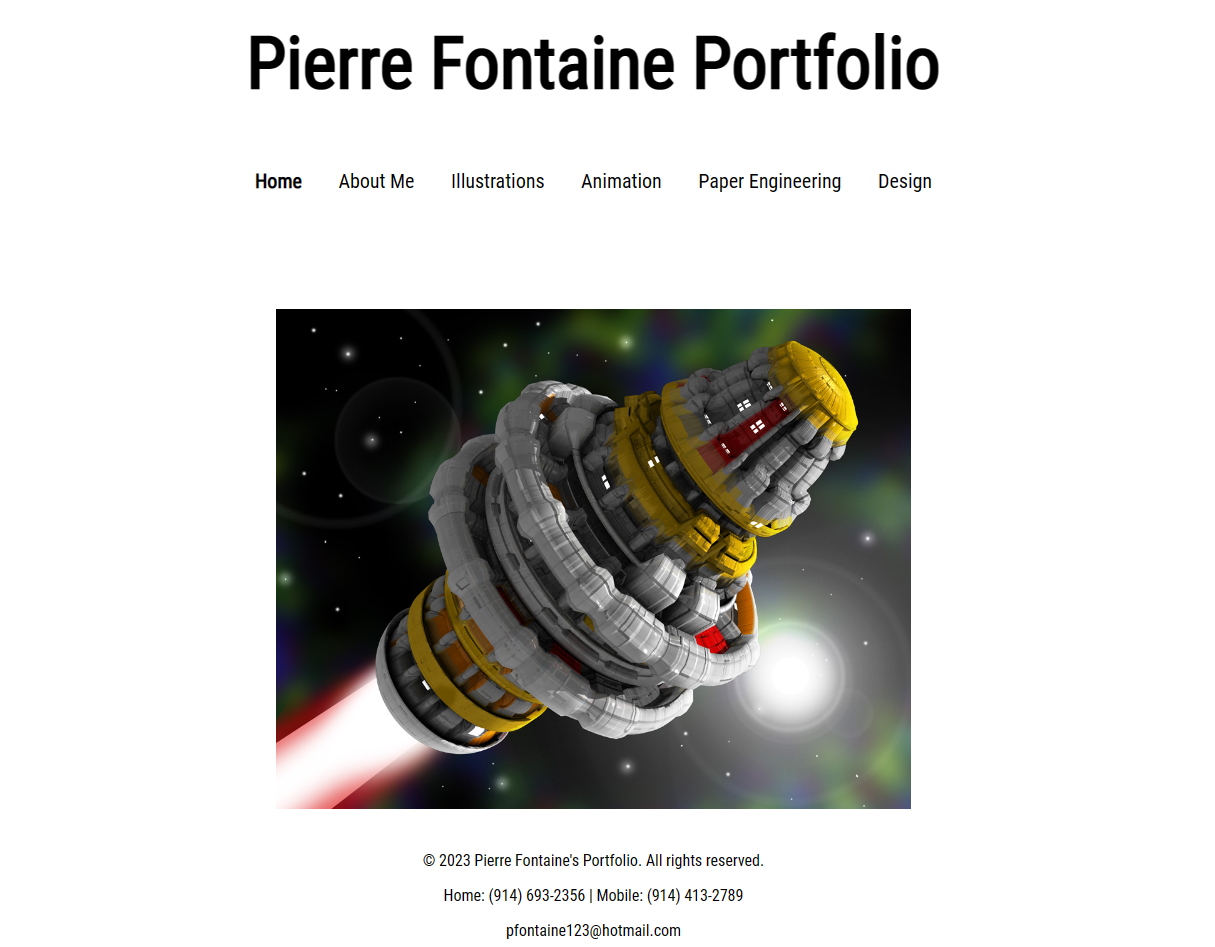 Pierre Fontaine Portfolio
Home About Me Illustrations Animation Paper Engineering Design
© 2023 Pierre Fontaine's Portfolio. All rights reserved.
Home: (914) 693-2356 | Mobile: (914) 413-2789
pfontaine123@hotmail.com